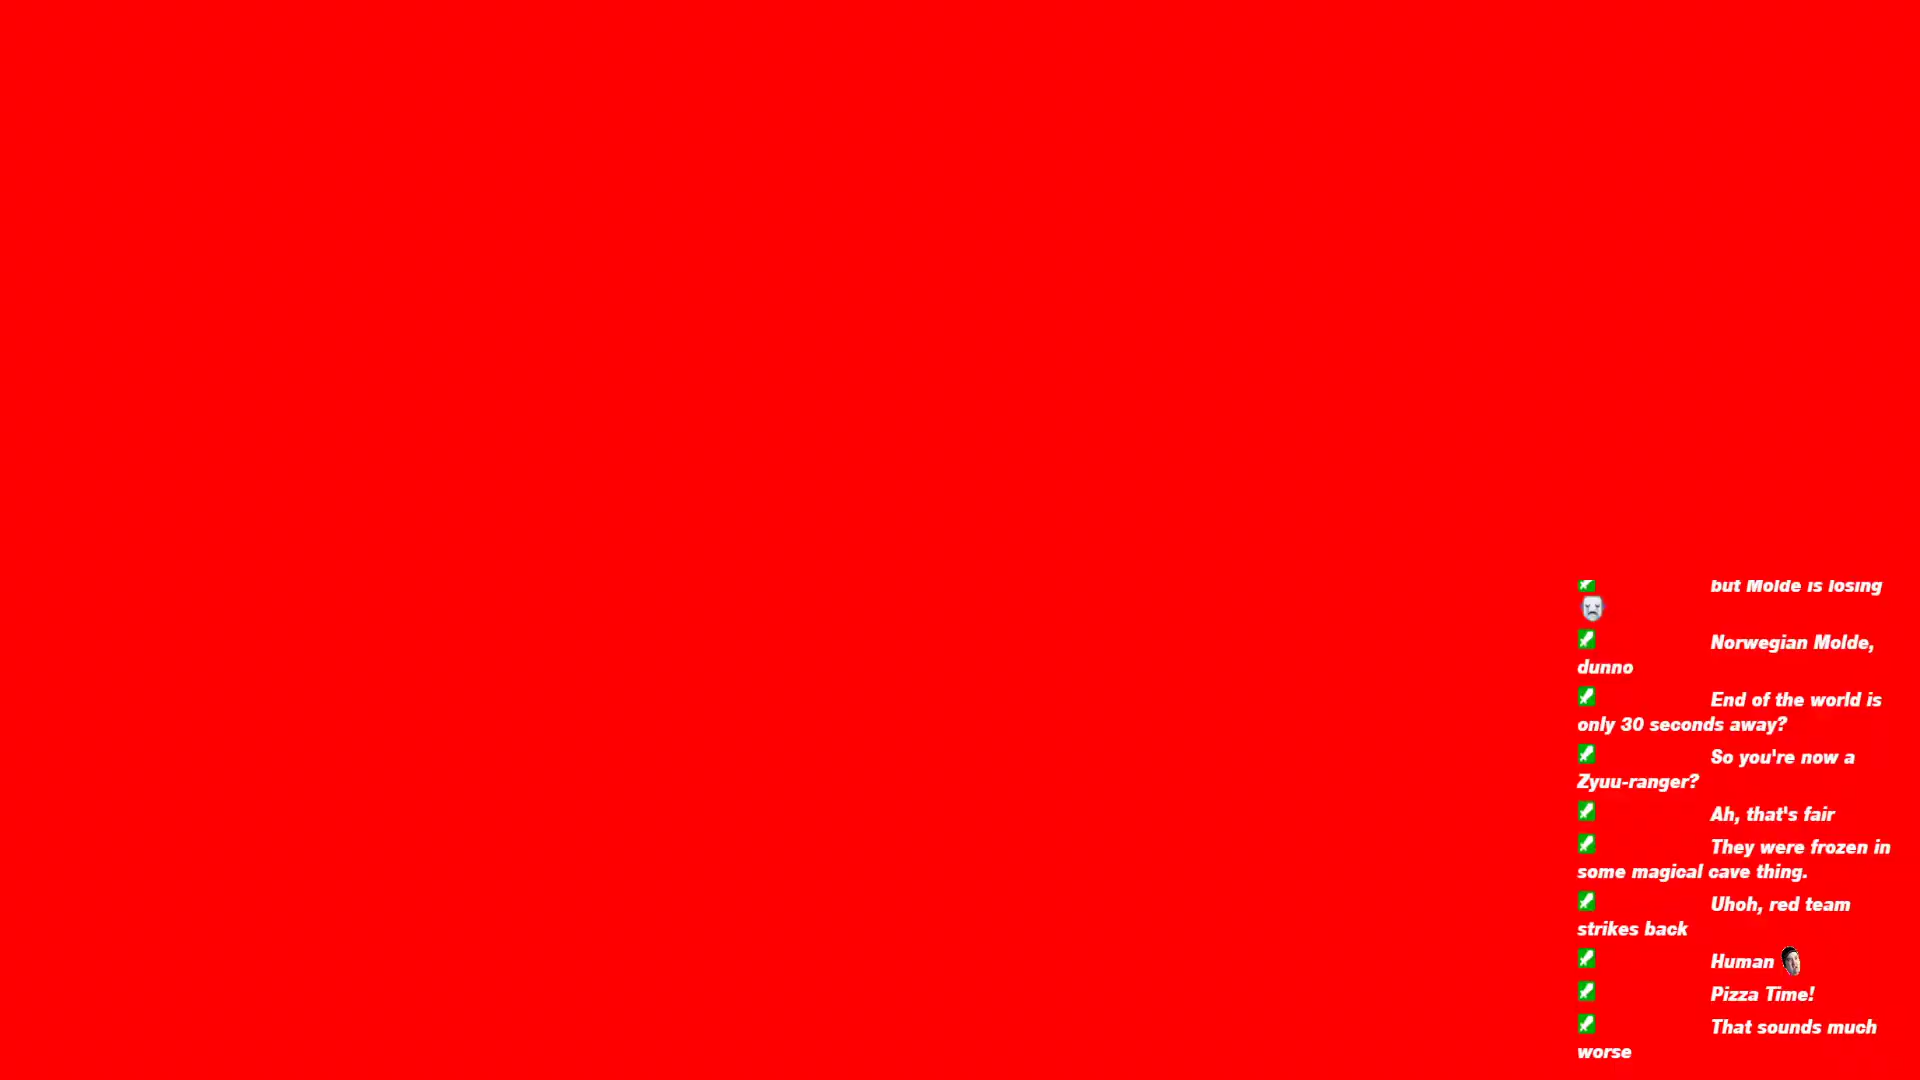 but Molde is losing
Norwegian Molde,
dunno
End of the world is
only 30 seconds away?
So you're now a
Zyuu-ranger?
Ah, that's fair
They were frozen in
some magical cave thing.
Uhoh, red team
strikes back
Human
Pizza Time!
That sounds much
worse